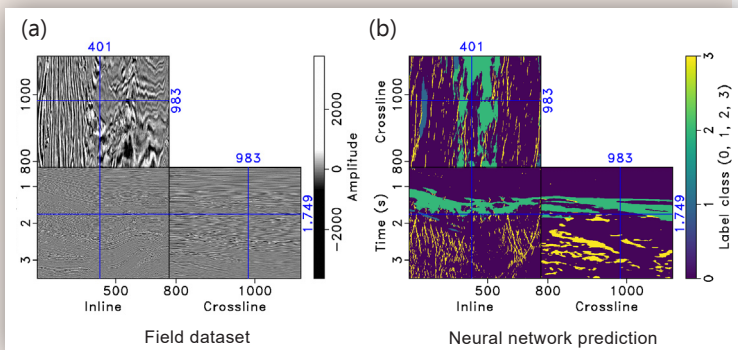 (a)
401
1000
983
800
983
1
2
3
1.749
500
800
1000
Inline
Crossline
2000
0
−2000
Amplitude
Field dataset
(b)
401
Crossline
1000
983
800
983
Time (s)
1
2
3
1.749
500
800
1000
Inline
Crossline
3
2
1
0
Label class (0, 1, 2, 3)
Neural network prediction